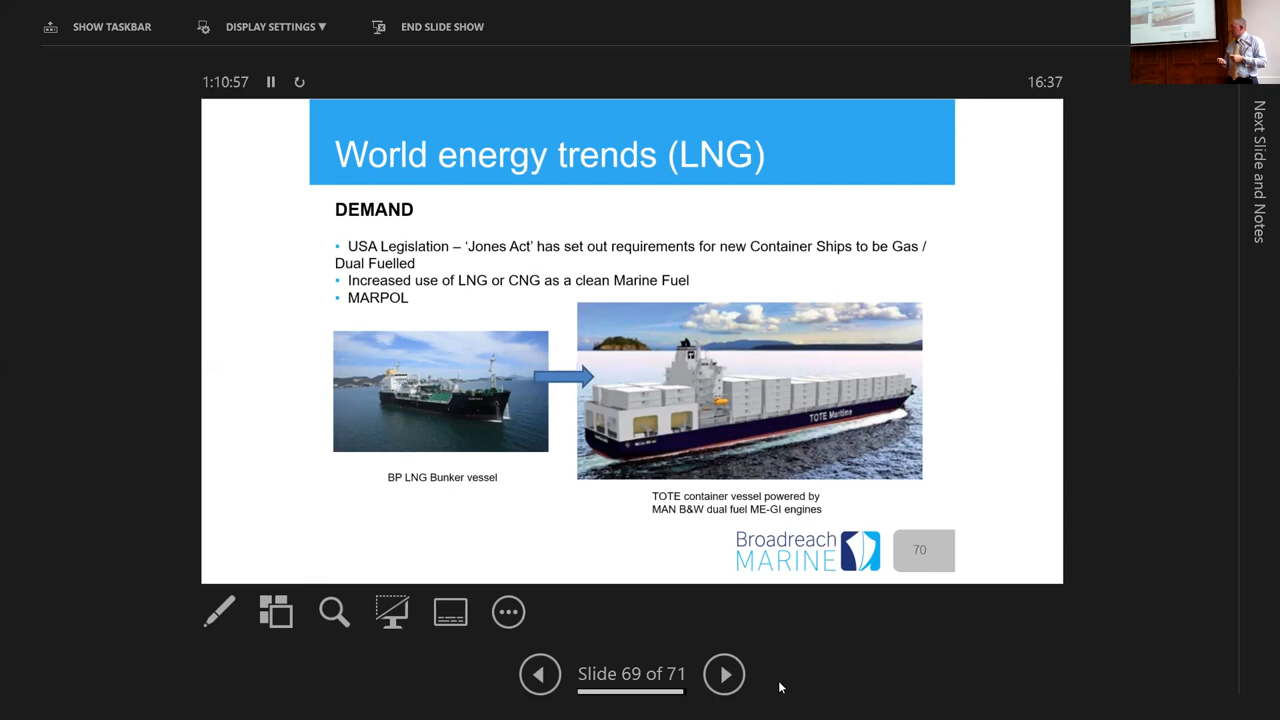 SHOW TASKBAR
DISPLAY SETTINGS ▼
END SLIDE SHOW
1:10:57
16:37
Next Slide and Notes
World energy trends (LNG)
DEMAND
• USA Legislation – ‘Jones Act’ has set out requirements for new Container Ships to be Gas /
Dual Fuelled
• Increased use of LNG or CNG as a clean Marine Fuel
• MARPOL
TOTE Maritime
BP LNG Bunker vessel
TOTE container vessel powered by
MAN B&W dual fuel ME-GI engines
Broadreach
MARINE
70
Slide 69 of 71